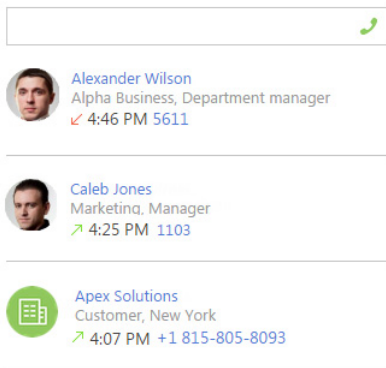 Alexander Wilson
Alpha Business, Department manager
4:46 PM 5611
Caleb Jones
Marketing, Manager
4:25 PM 1103
Apex Solutions
Customer, New York
4:07 PM +1 815-805-8093